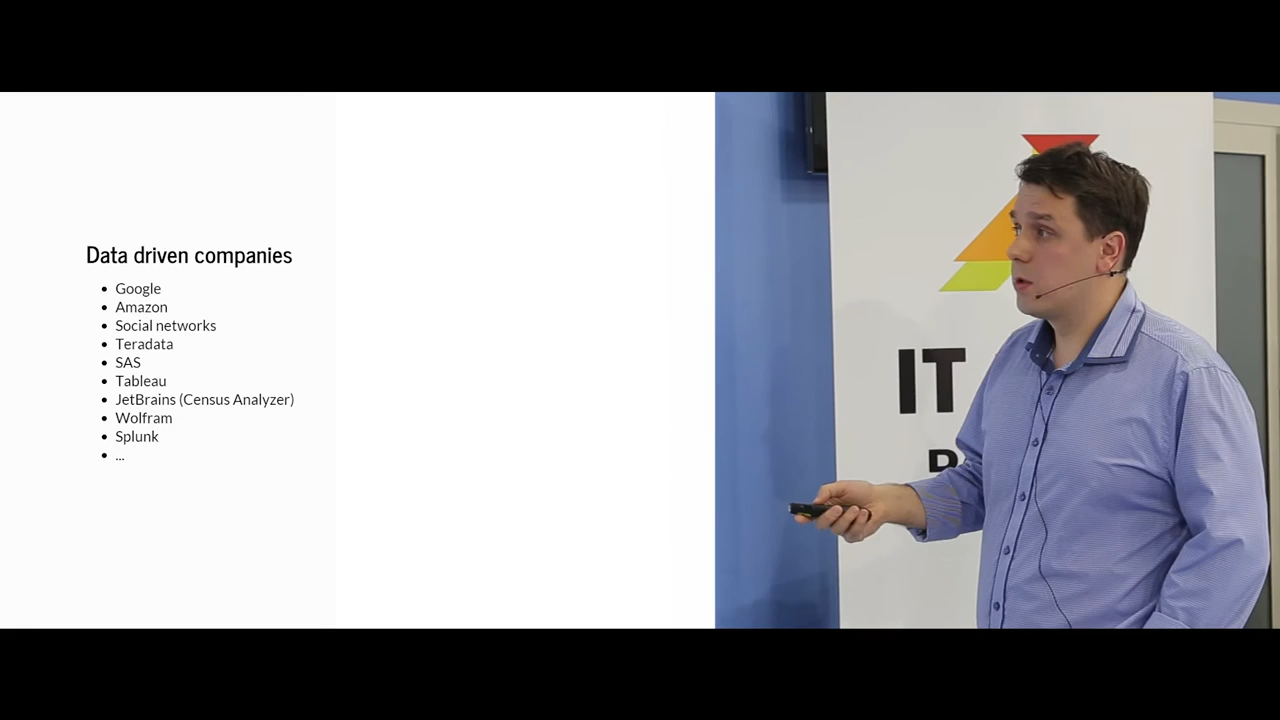 Data driven companies
• Google
• Amazon
• Social networks
• Teradata
• SAS
• Tableau
• JetBrains (Census Analyzer)
• Wolfram
• Splunk
• ...
IT